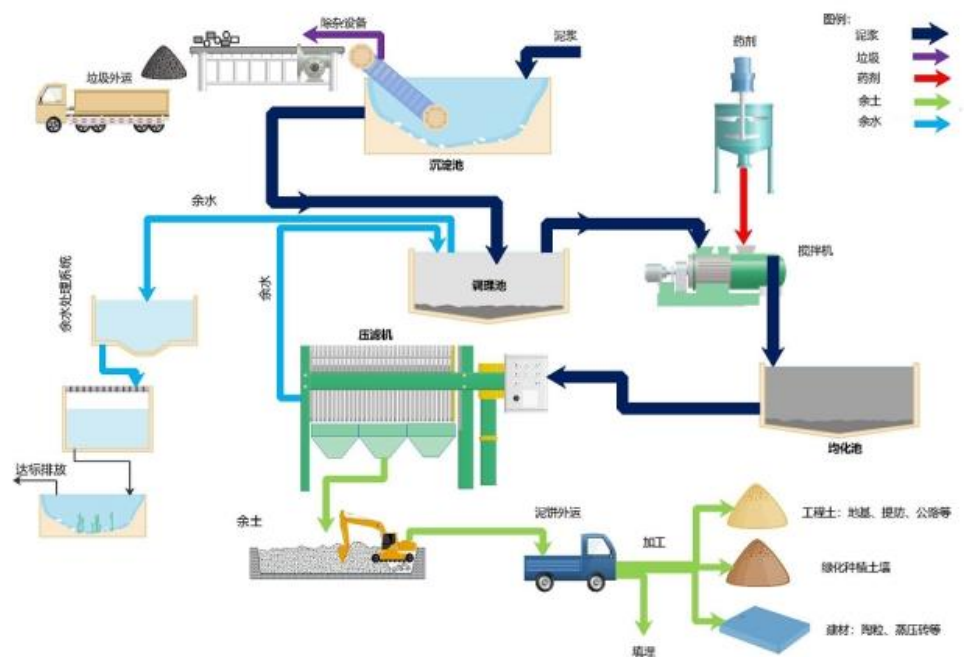 除杂设备
泥浆
药剂
图例：
泥浆
垃圾
药剂
余土
余水
垃圾外运
沉淀池
余水
搅拌机
调理池
余水
余水处理系统
压滤机
均化池
达标排放
余土
泥饼外运
加工
工程土：地基、提防、公路等
绿化种植土壤
建材：陶粒、蒸压砖等
填埋